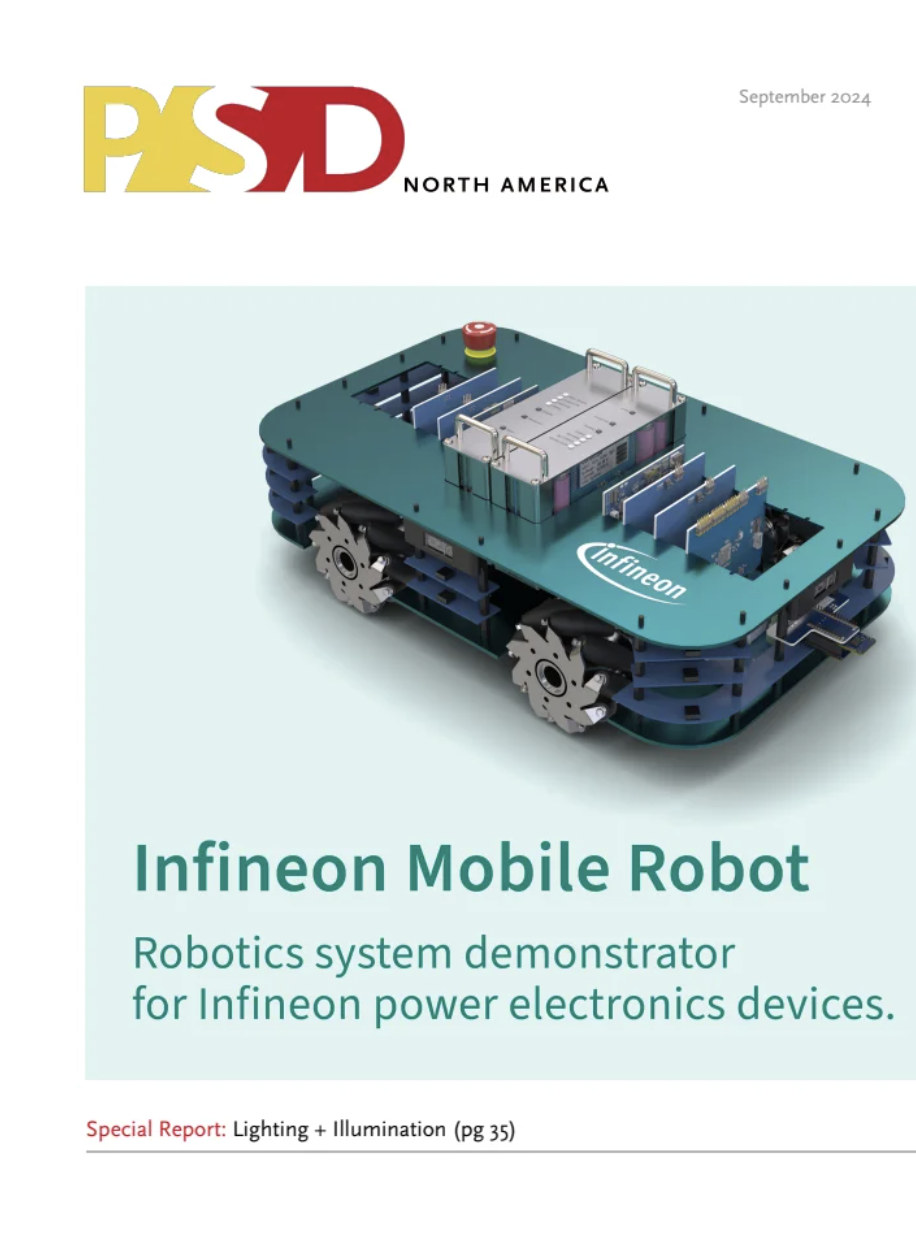 PSD
NORTH AMERICA
September 2024
infineon
Infineon Mobile Robot
Robotics system demonstrator
for Infineon power electronics devices.
Special Report: Lighting + Illumination (pg 35)